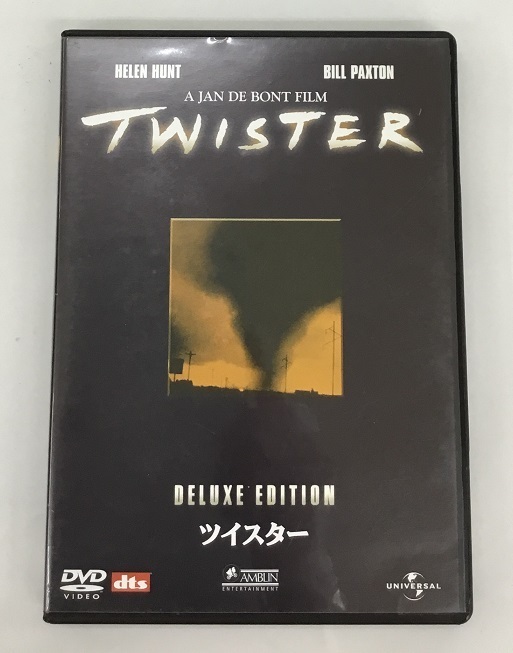 HELEN HUNT BILL PAXTON
A JAN DE BONT FILM
TWISTER
DELUXE EDITION
ツイスター
DVD VIDEO
dts
AMBLIN ENTERTAINMENT
UNIVERSAL